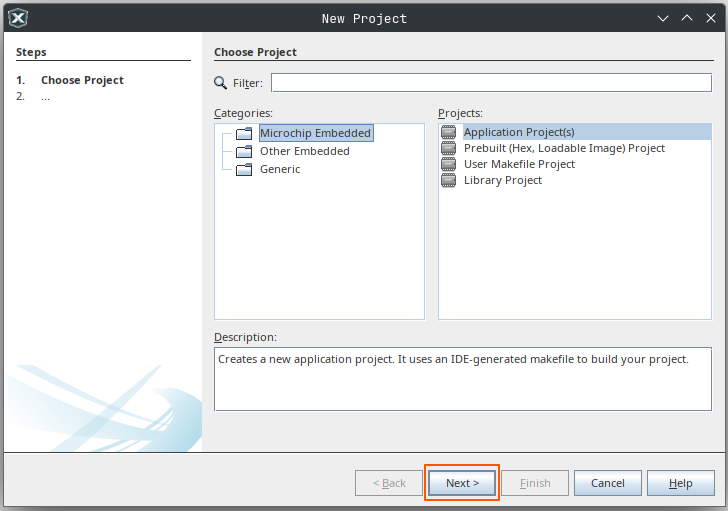 New Project
Steps
1. Choose Project
2. ...
Choose Project
Filter:
Categories:
Microchip Embedded
Other Embedded
Generic
Projects:
Application Project(s)
Prebuilt (Hex, Loadable Image) Project
User Makefile Project
Library Project
Description:
Creates a new application project. It uses an IDE-generated makefile to build your project.
< Back
Next >
Finish
Cancel
Help